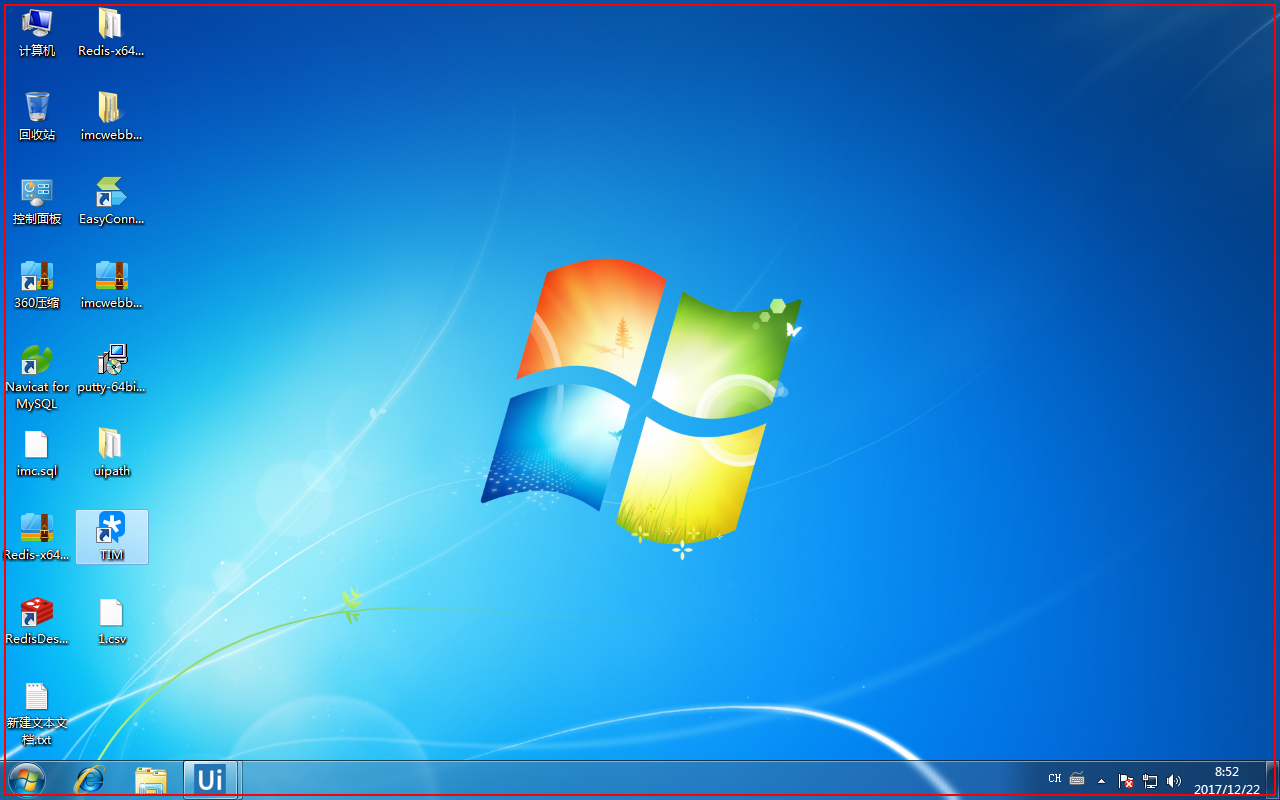 计算机
Redis-x64...
回收站
imcwebb...
控制面板
EasyConn...
360压缩
imcwebb...
Navicat for
MySQL
putty-64bi...
imc.sql
uipath
Redis-x64...
TIM
RedisDes...
1.csv
新建文本文
档.txt
Ui
CH
8:52
2017/12/22